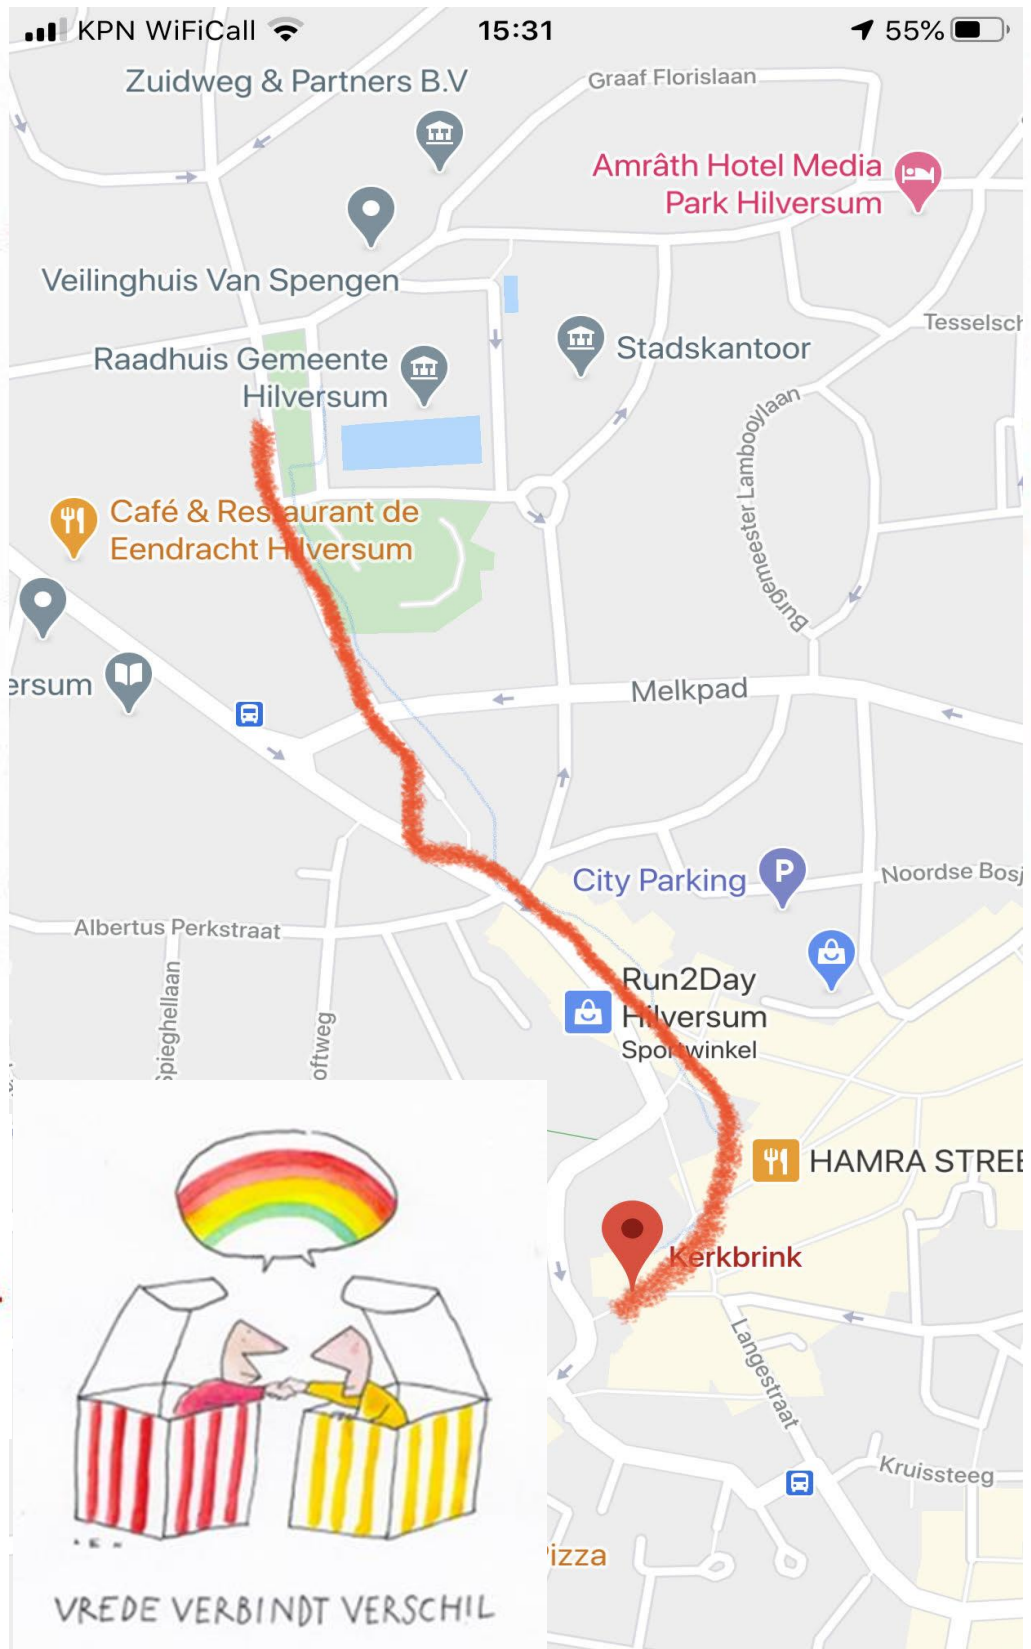 KPN WiFiCall 15:31 55%
Zuidweg & Partners B.V
Graaf Florislaan
Amrâth Hotel Media
Park Hilversum
Veilinghuis Van Spengen
Tesselsch
Raadhuis Gemeente
Hilversum
Stadskantoor
Burgemeester Lambooylaan
Café & Restaurant de
Eendracht Hilversum
ersum
Melkpad
City Parking
P
Noordse Bosj
Albertus Perkstraat
Spieghellaan
oftweg
Run2Day
Hilversum
Sportwinkel
HAMRA STREE
Kerkbrink
Langestraat
Kruissteeg
izza
VREDE VERBINDT VERSCHIL